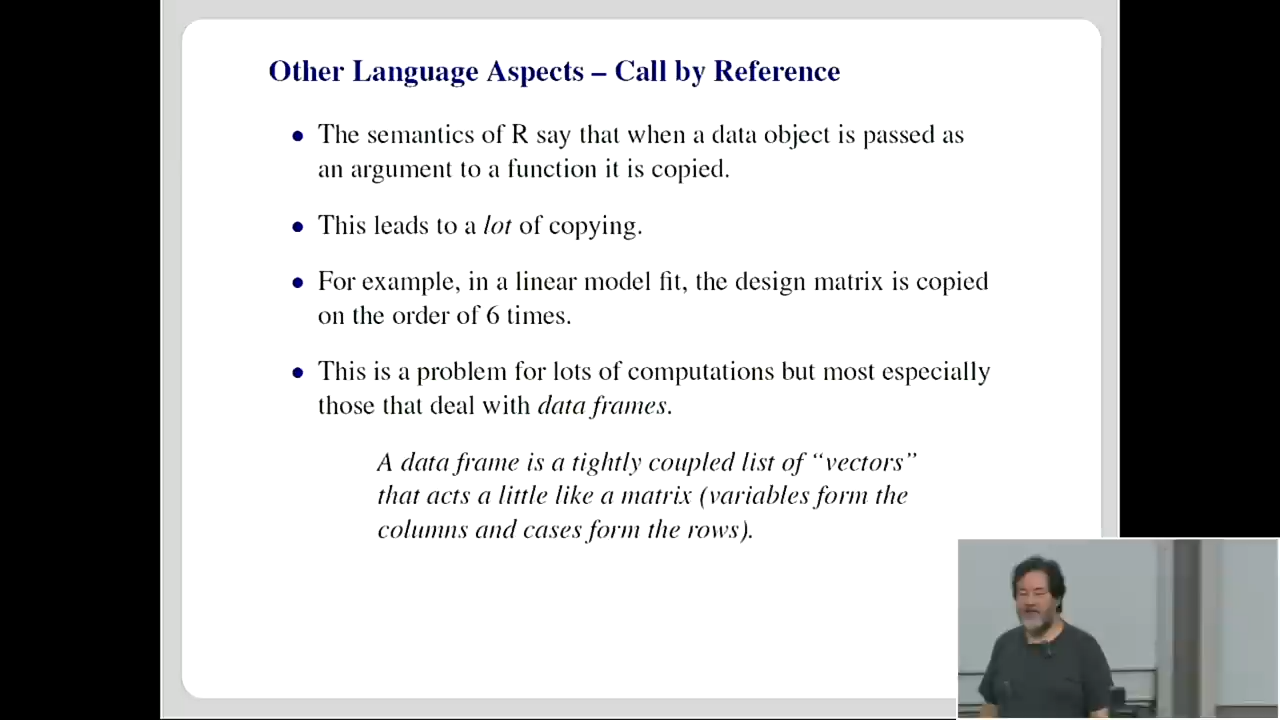 Other Language Aspects – Call by Reference
• The semantics of R say that when a data object is passed as
an argument to a function it is copied.
• This leads to a lot of copying.
• For example, in a linear model fit, the design matrix is copied
on the order of 6 times.
• This is a problem for lots of computations but most especially
those that deal with data frames.
A data frame is a tightly coupled list of “vectors”
that acts a little like a matrix (variables form the
columns and cases form the rows).